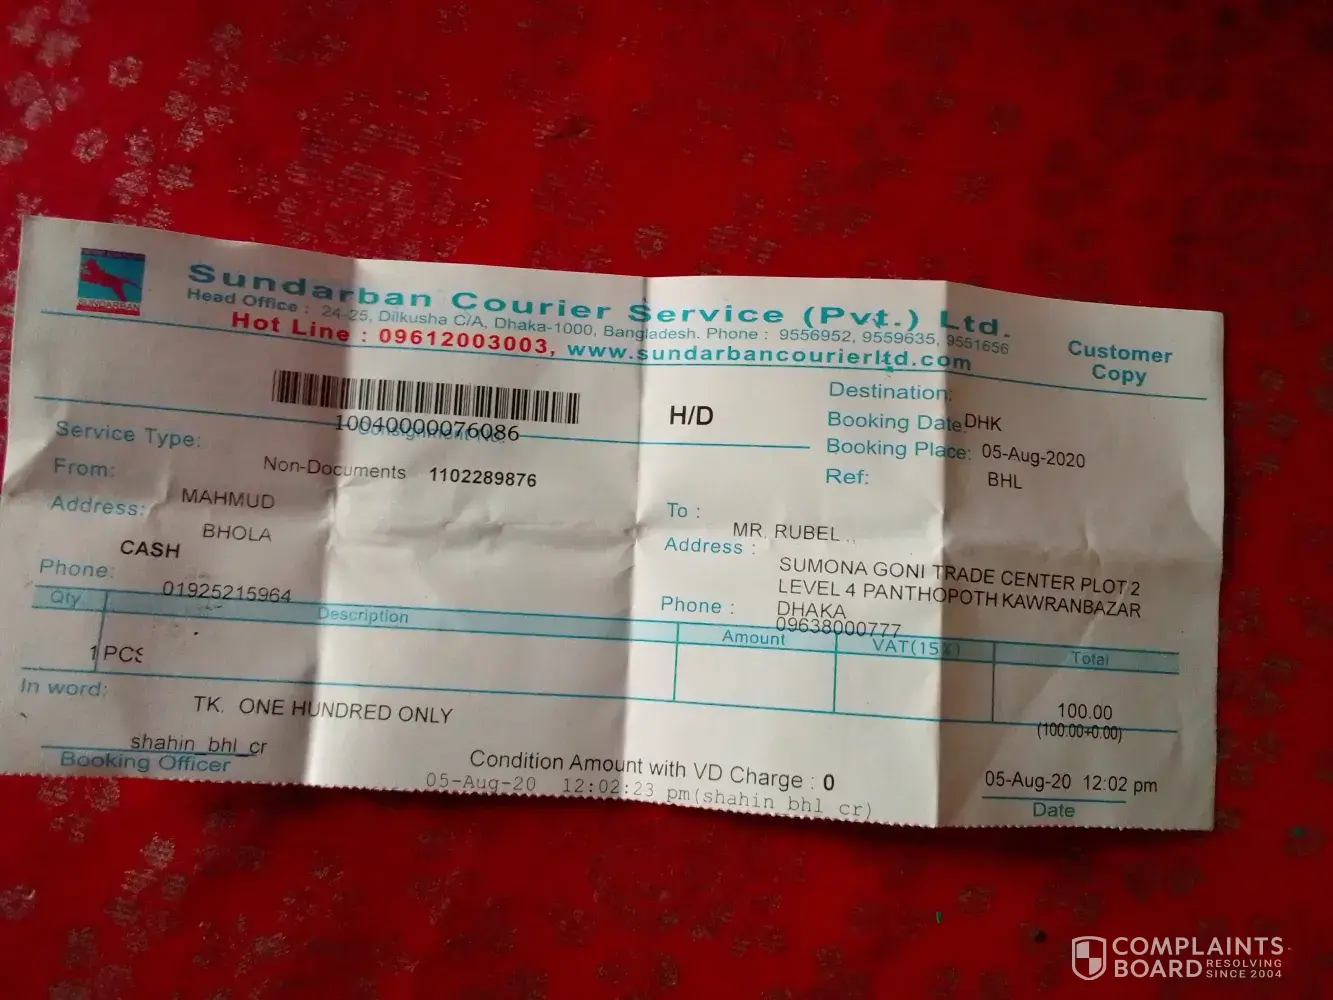 SUNDARBAN
Sundarban Courier Service (Pvt.) Ltd.
Head Office : 24-25, Dilkusha C/A, Dhaka-1000, Bangladesh. Phone : 9556952, 9559635, 9551656
Hot Line : 09612003003, www.sundarbancourierltd.com
Customer
Copy
10040000076086
H/D
Destination:
DHK
Booking Date:
05-Aug-2020
Booking Place:
BHL
Ref:
Service Type:
Non-Documents 1102289876
From:
MAHMUD
Address:
BHOLA
CASH
Phone:
01925215964
To :
MR. RUBEL ..
Address :
SUMONA GONI TRADE CENTER PLOT 2
LEVEL 4 PANTHOPOTH KAWRANBAZAR
DHAKA
Phone :
09638000777
Qty. Description Amount VAT(15%) Total
1 PCS
100.00
(100.00+0.00)
In word:
TK. ONE HUNDRED ONLY
shahin_bhl_cr
Booking Officer
Condition Amount with VD Charge : 0
05-Aug-20 12:02:23 pm(shahin_bhl_cr)
05-Aug-20 12:02 pm
Date
COMPLAINTS
BOARD RESOLVING
SINCE 2004